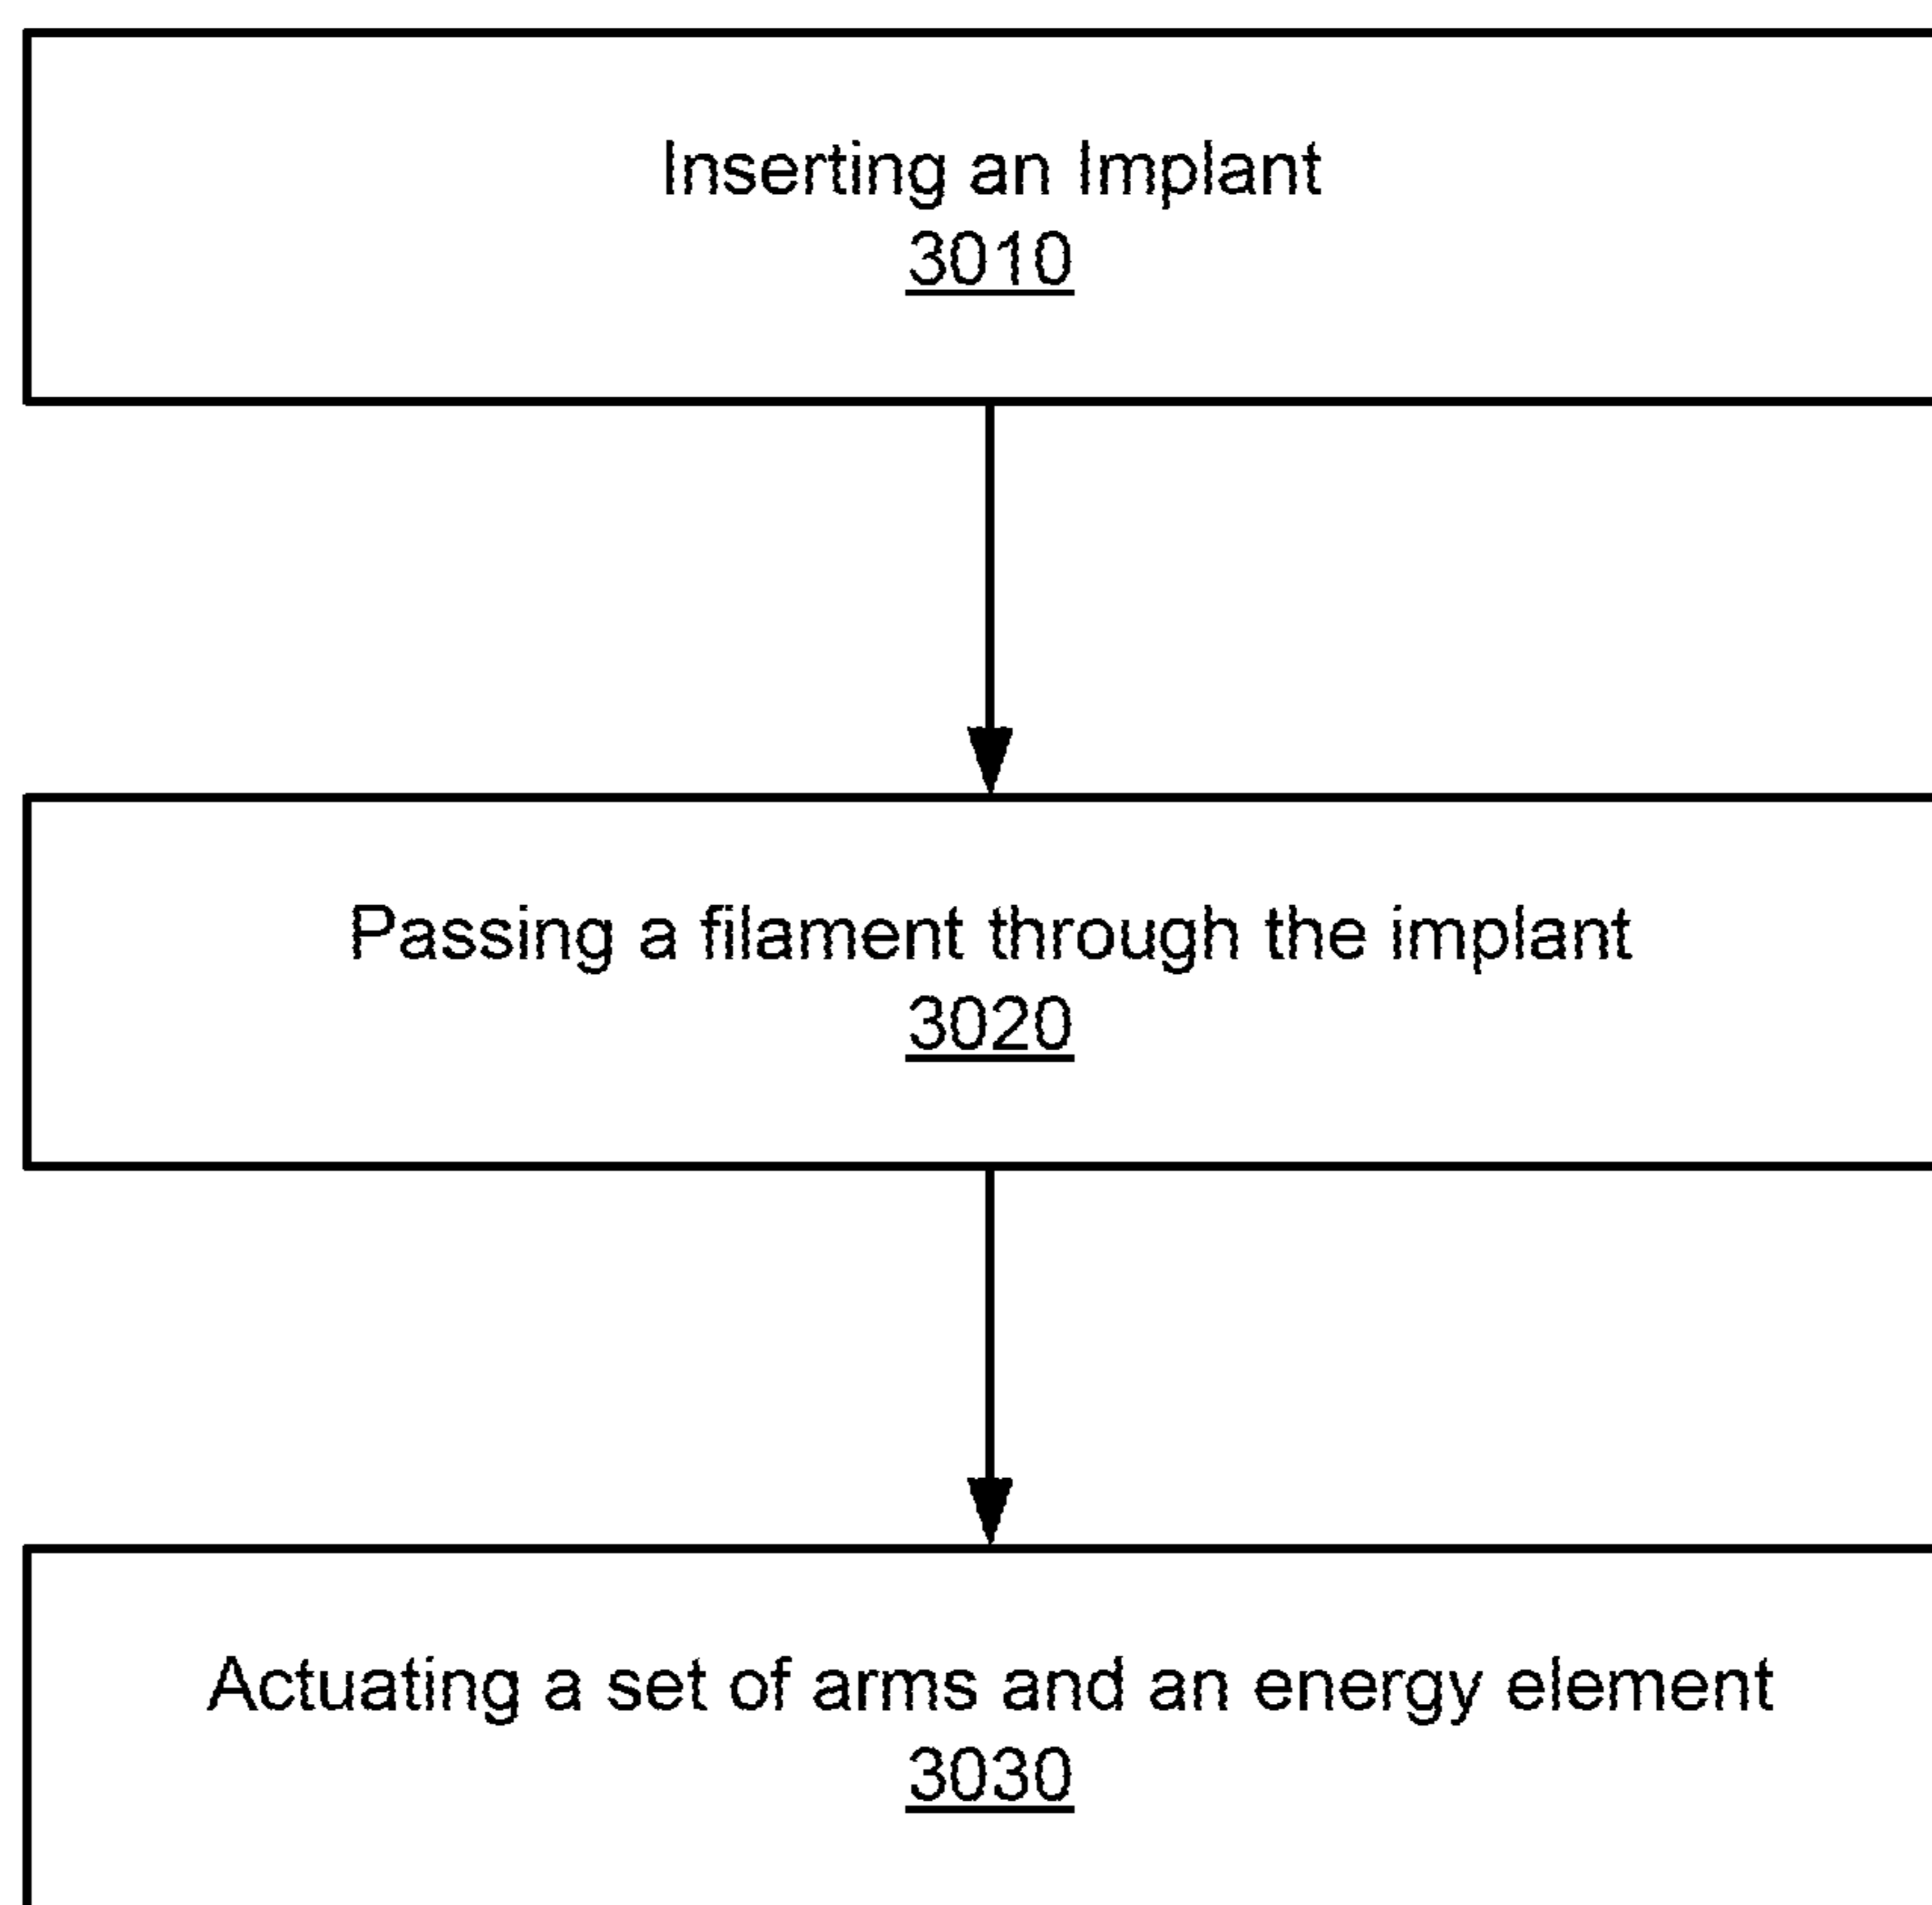 Inserting an Implant
3010
Passing a filament through the implant
3020
Actuating a set of arms and an energy element
3030